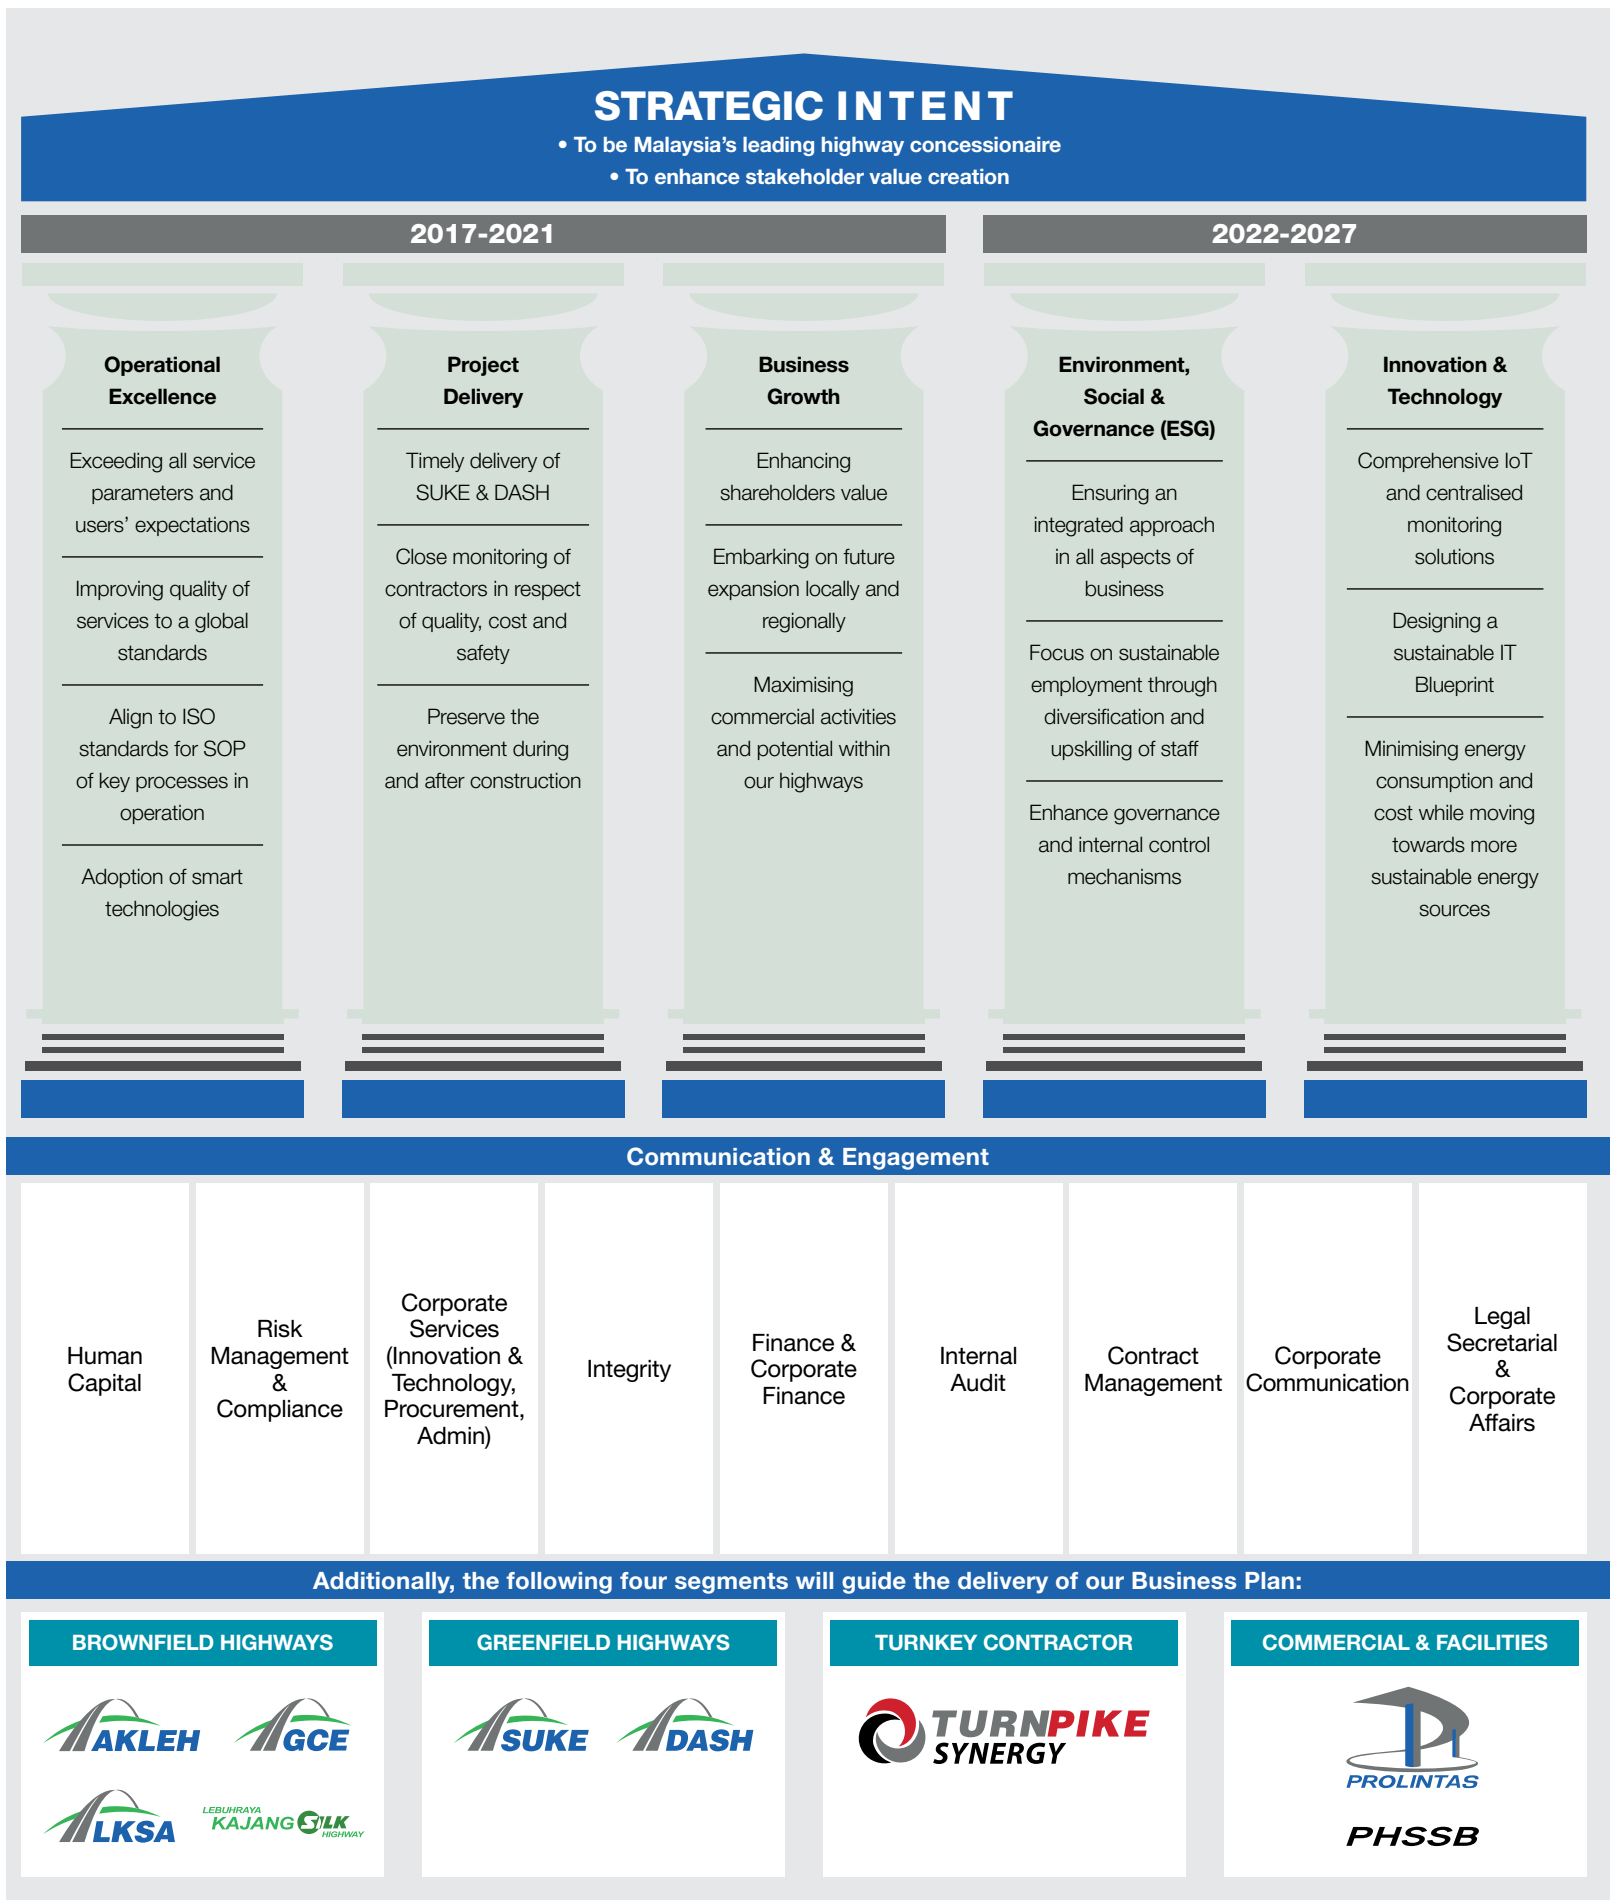 STRATEGIC INTENT
• To be Malaysia's leading highway concessionaire
• To enhance stakeholder value creation
2017-2021
2022-2027
Operational
Excellence
Exceeding all service
parameters and
users' expectations
Improving quality of
services to a global
standards
Align to ISO
standards for SOP
of key processes in
operation
Adoption of smart
technologies
Project
Delivery
Timely delivery of
SUKE & DASH
Close monitoring of
contractors in respect
of quality, cost and
safety
Preserve the
environment during
and after construction
Business
Growth
Enhancing
shareholders value
Embarking on future
expansion locally and
regionally
Maximising
commercial activities
and potential within
our highways
Environment,
Social &
Governance (ESG)
Ensuring an
integrated approach
in all aspects of
business
Focus on sustainable
employment through
diversification and
upskilling of staff
Enhance governance
and internal control
mechanisms
Innovation &
Technology
Comprehensive IoT
and centralised
monitoring
solutions
Designing a
sustainable IT
Blueprint
Minimising energy
consumption and
cost while moving
towards more
sustainable energy
sources
Communication & Engagement
Human
Capital
Risk
Management
&
Compliance
Corporate
Services
(Innovation &
Technology,
Procurement,
Admin)
Integrity
Finance &
Corporate
Finance
Internal
Audit
Contract
Management
Corporate
Communication
Legal
Secretarial
&
Corporate
Affairs
Additionally, the following four segments will guide the delivery of our Business Plan:
BROWNFIELD HIGHWAYS
AKLEH
GCE
LKSA
LEBUHRAYA
KAJANG SILK
HIGHWAY
GREENFIELD HIGHWAYS
SUKE
DASH
TURNKEY CONTRACTOR
TURNPIKE
SYNERGY
COMMERCIAL & FACILITIES
PROLINTAS
PHSSB